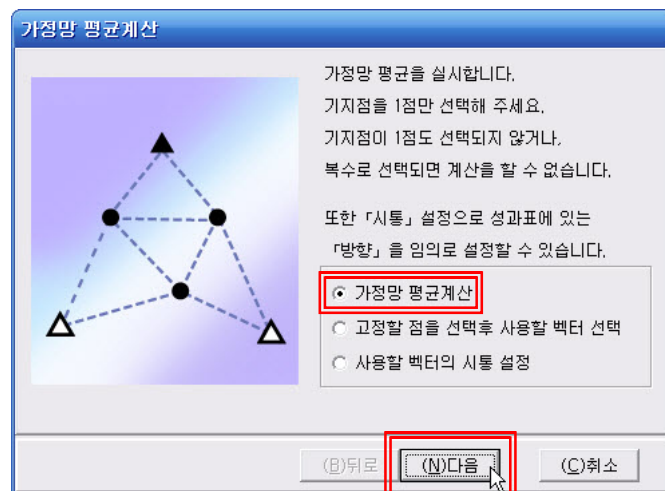 가정망 평균계산
가정망 평균을 실시합니다.
기지점을 1점만 선택해 주세요.
기지점이 1점도 선택되지 않거나,
복수로 선택되면 계산을 할 수 없습니다.
또한「시통」설정으로 성과표에 있는
「방향」을 임의로 설정할 수 있습니다.
가정망 평균계산
고정할 점을 선택후 사용할 벡터 선택
사용할 벡터의 시통 설정
(B)뒤로 (N)다음 (C)취소